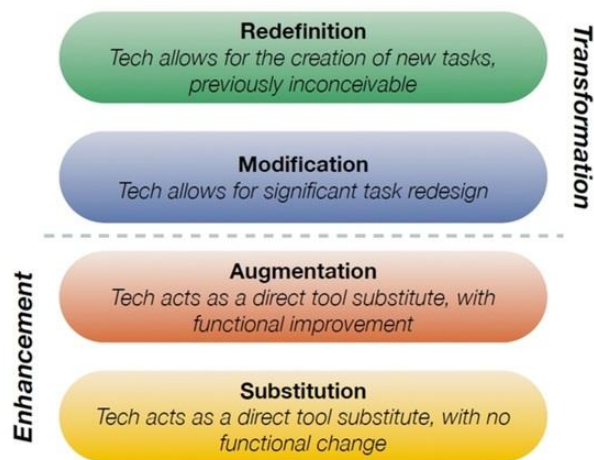 Redefinition
Tech allows for the creation of new tasks,
previously inconceivable
Transformation
Modification
Tech allows for significant task redesign
Augmentation
Tech acts as a direct tool substitute, with
functional improvement
Enhancement
Substitution
Tech acts as a direct tool substitute, with no
functional change